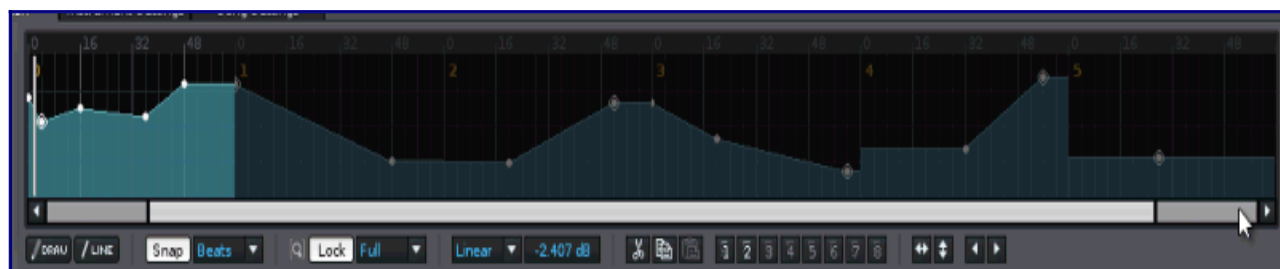 0 16 32 48 0 16 32 48 0 16 32 48 0 16 32 48 0 16 32 48 0 16 32 48
0 1 2 3 4 5
DRAW LINE Snap Beats Lock Full Linear -2.407 dB 1 2 3 4 5 6 7 8